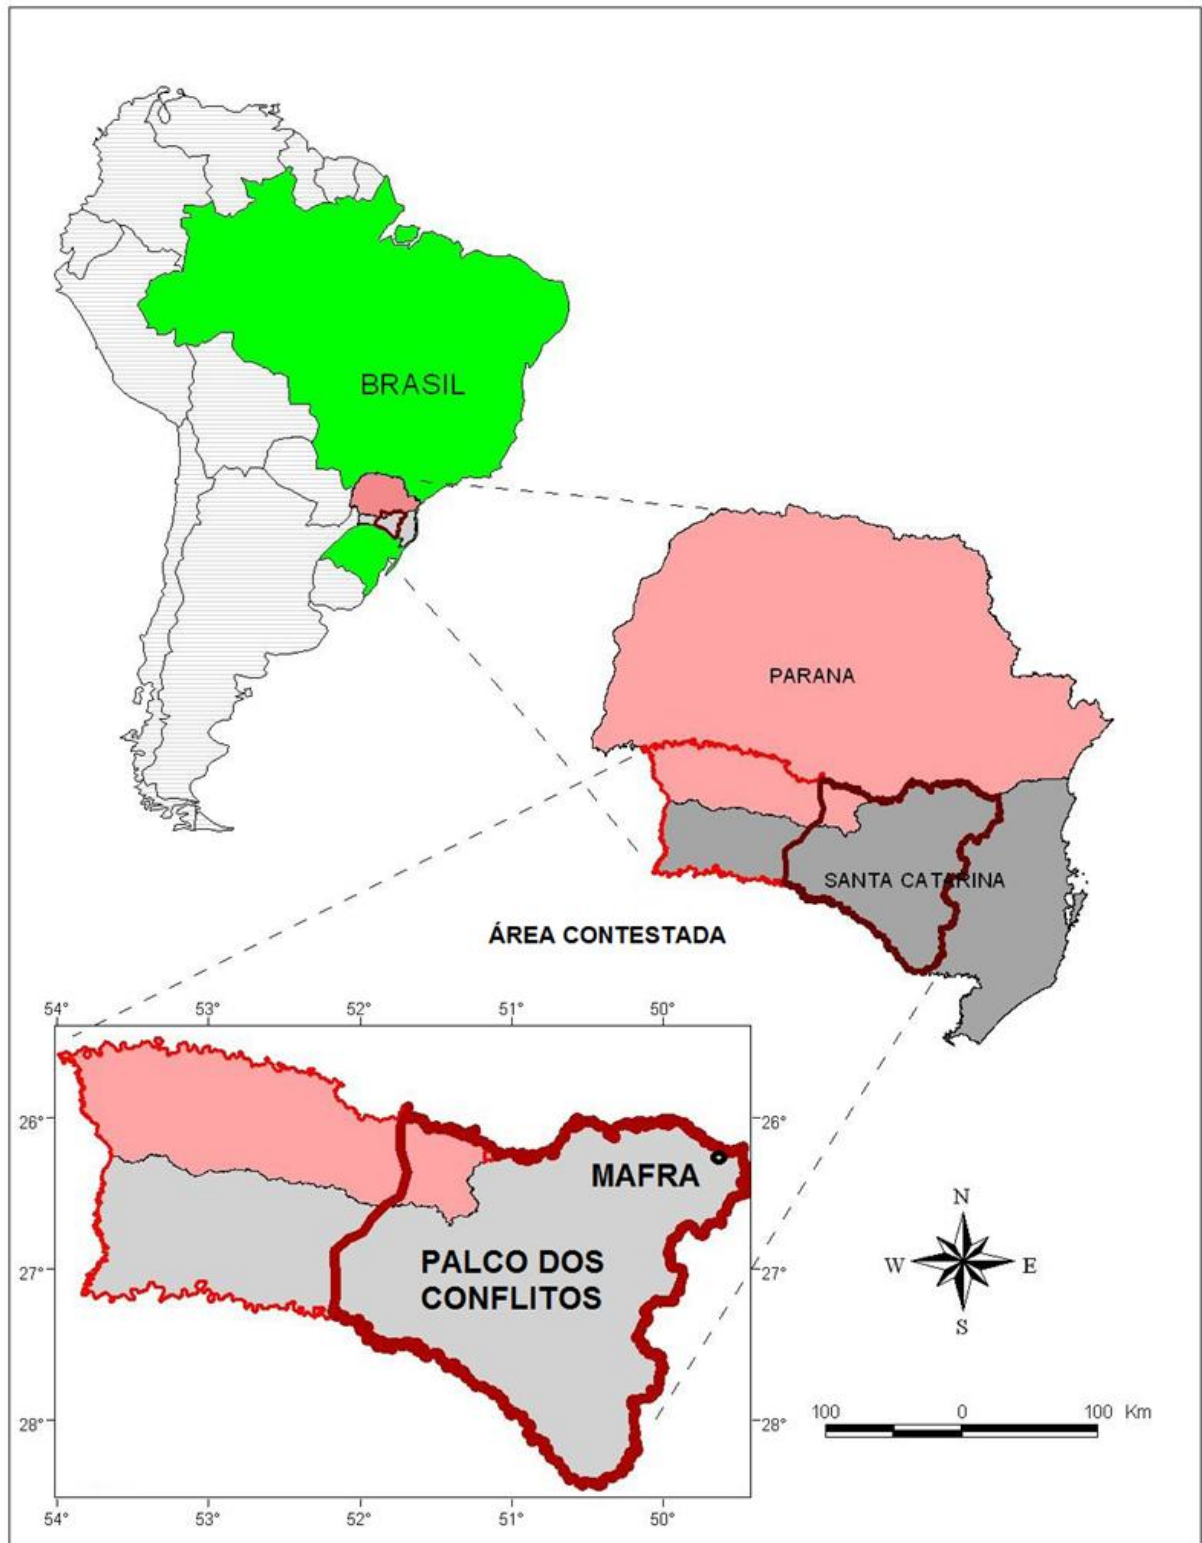 BRASIL
PARANA
SANTA CATARINA
ÁREA CONTESTADA
54° 53° 52° 51° 50°
26° 26°
MAFRA
PALCO DOS
CONFLITOS
27° 27°
28° 28°
54° 53° 52° 51° 50°
N
W E
S
100 0 100 Km